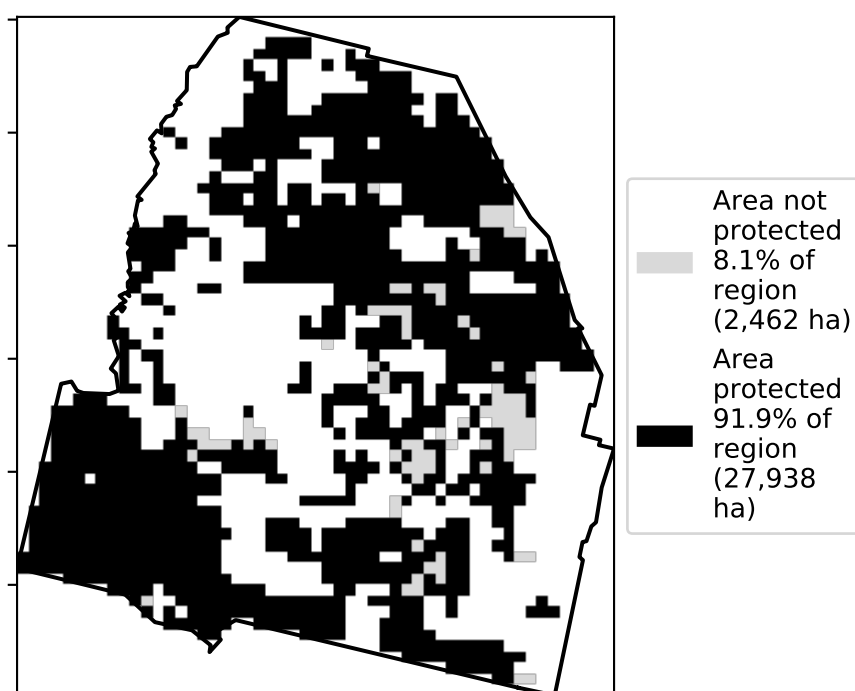 Area not
protected
8.1% of
region
(2,462 ha)
Area
protected
91.9% of
region
(27,938
ha)